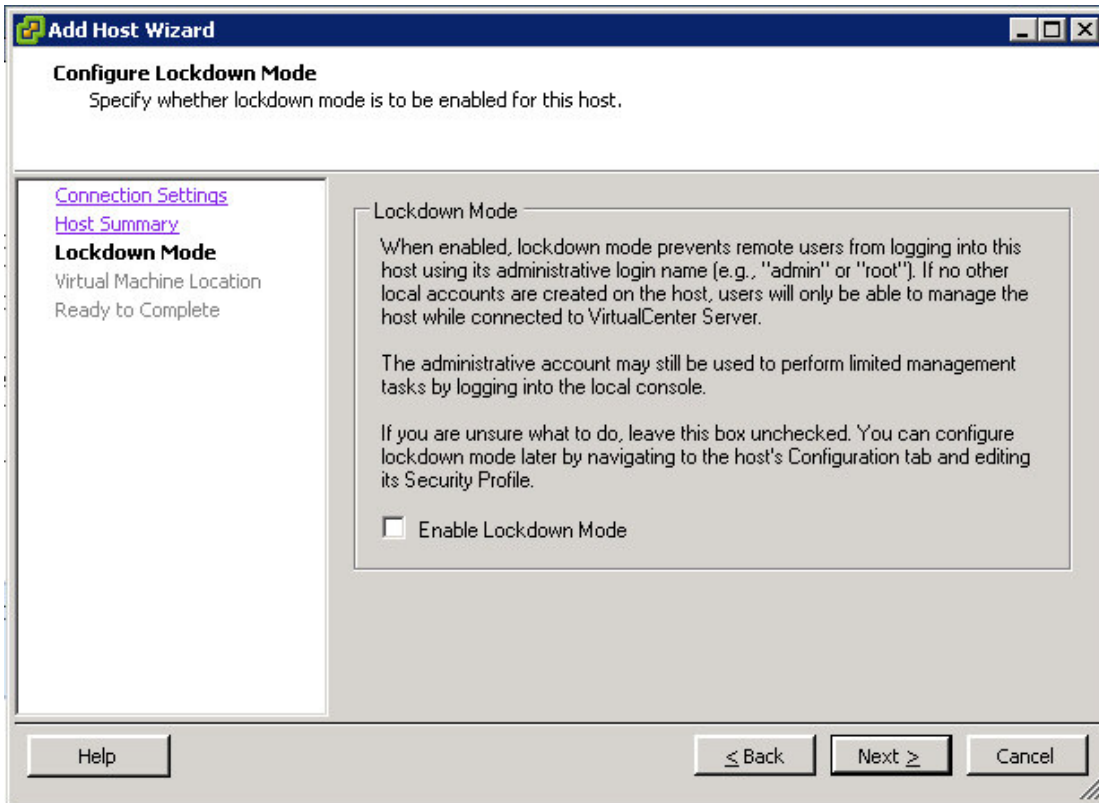 Add Host Wizard
Configure Lockdown Mode
Specify whether lockdown mode is to be enabled for this host.
Connection Settings
Host Summary
Lockdown Mode
Virtual Machine Location
Ready to Complete
Lockdown Mode
When enabled, lockdown mode prevents remote users from logging into this
host using its administrative login name (e.g., "admin" or "root"). If no other
local accounts are created on the host, users will only be able to manage the
host while connected to VirtualCenter Server.
The administrative account may still be used to perform limited management
tasks by logging into the local console.
If you are unsure what to do, leave this box unchecked. You can configure
lockdown mode later by navigating to the host's Configuration tab and editing
its Security Profile.
Enable Lockdown Mode
Help
< Back
Next >
Cancel